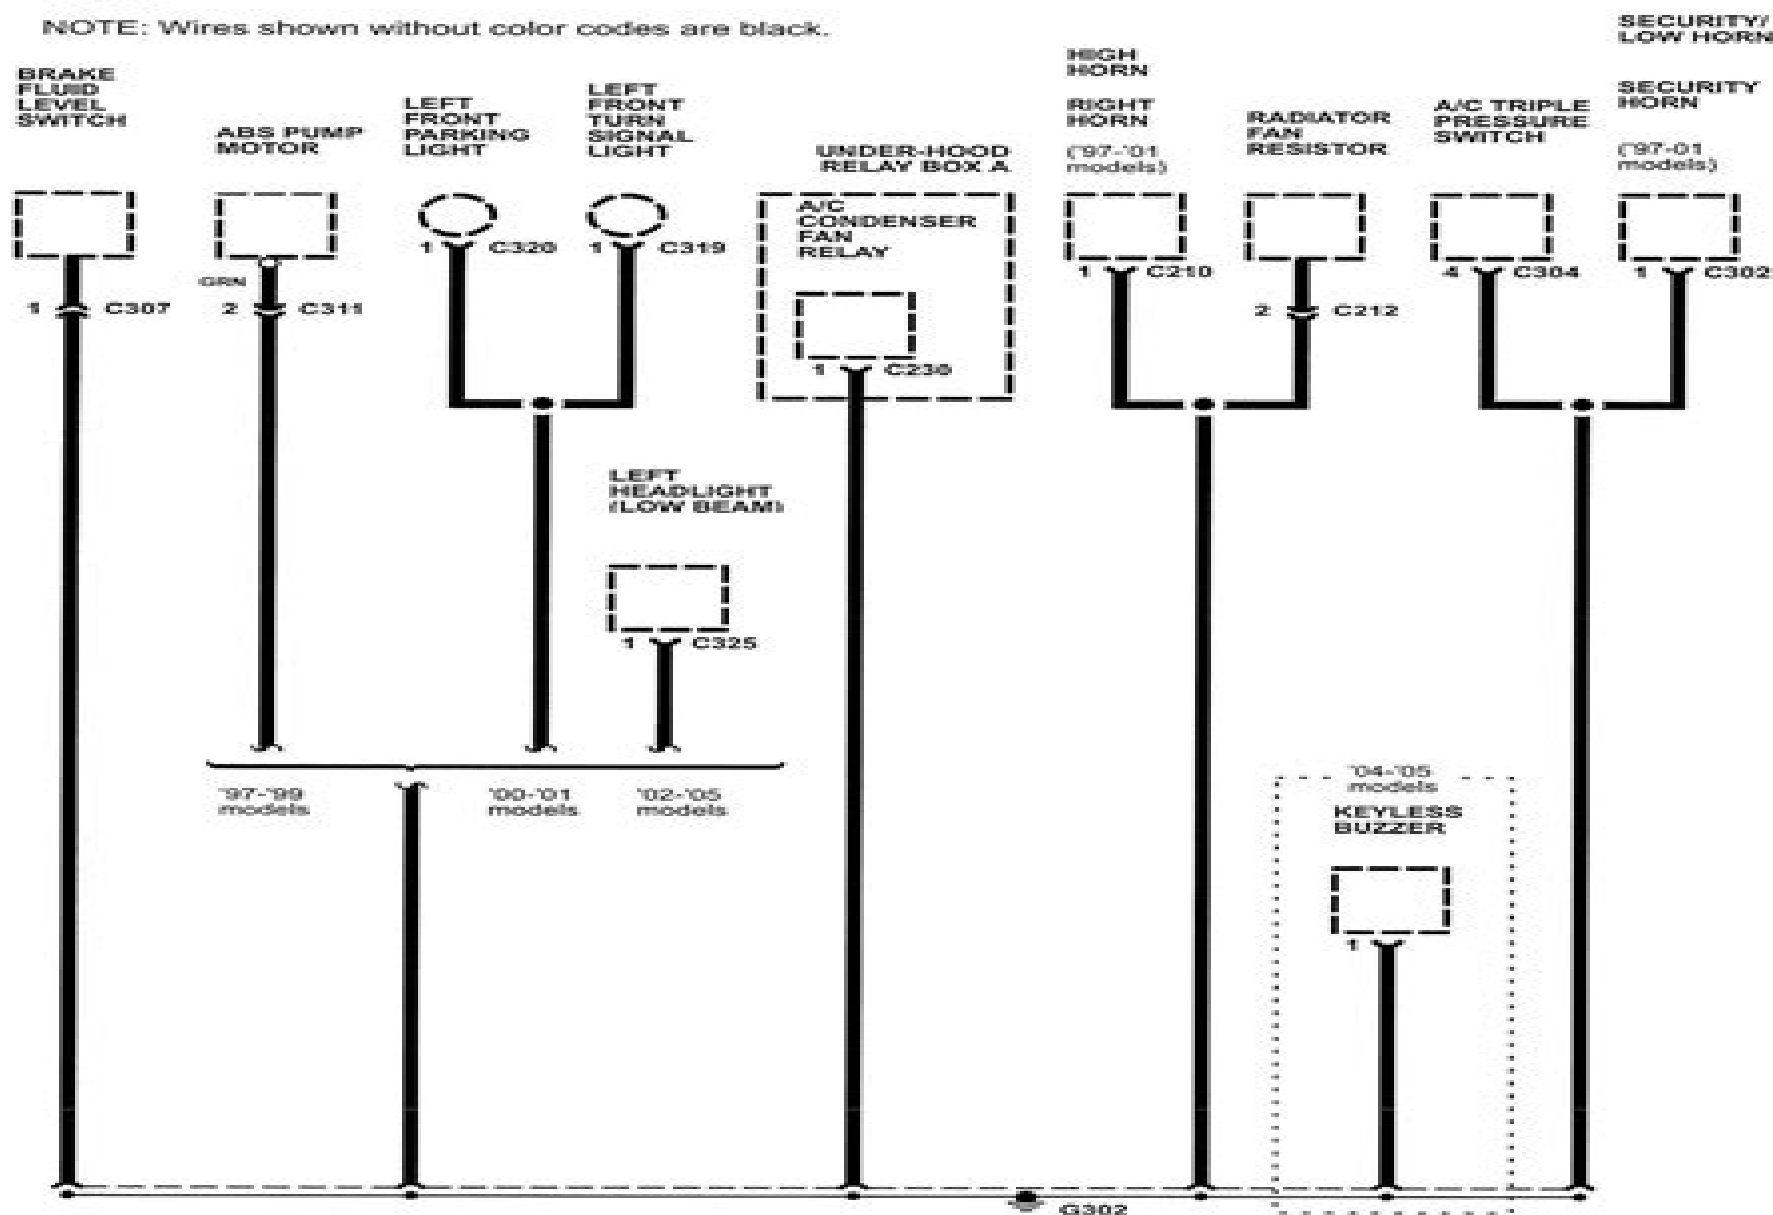 NOTE: Wires shown without color codes are black.
BRAKE
FLUID
LEVEL
SWITCH
1
C307
ABS PUMP
MOTOR
GRN
2
C311
LEFT
FRONT
PARKING
LIGHT
1
C320
LEFT
FRONT
TURN
SIGNAL
LIGHT
1
C319
UNDER-HOOD
RELAY BOX A
A/C
CONDENSER
FAN
RELAY
1
C230
HIGH
HORN
RIGHT
HORN
('97-'01
models)
1
C210
RADIATOR
FAN
RESISTOR
2
C212
A/C TRIPLE
PRESSURE
SWITCH
4
C304
SECURITY/
LOW HORN
SECURITY
HORN
('97-01
models)
1
C302
LEFT
HEADLIGHT
(LOW BEAM)
1
C325
'97-'99
models
'00-'01
models
'02-'05
models
'04-'05
models
KEYLESS
BUZZER
1
G302